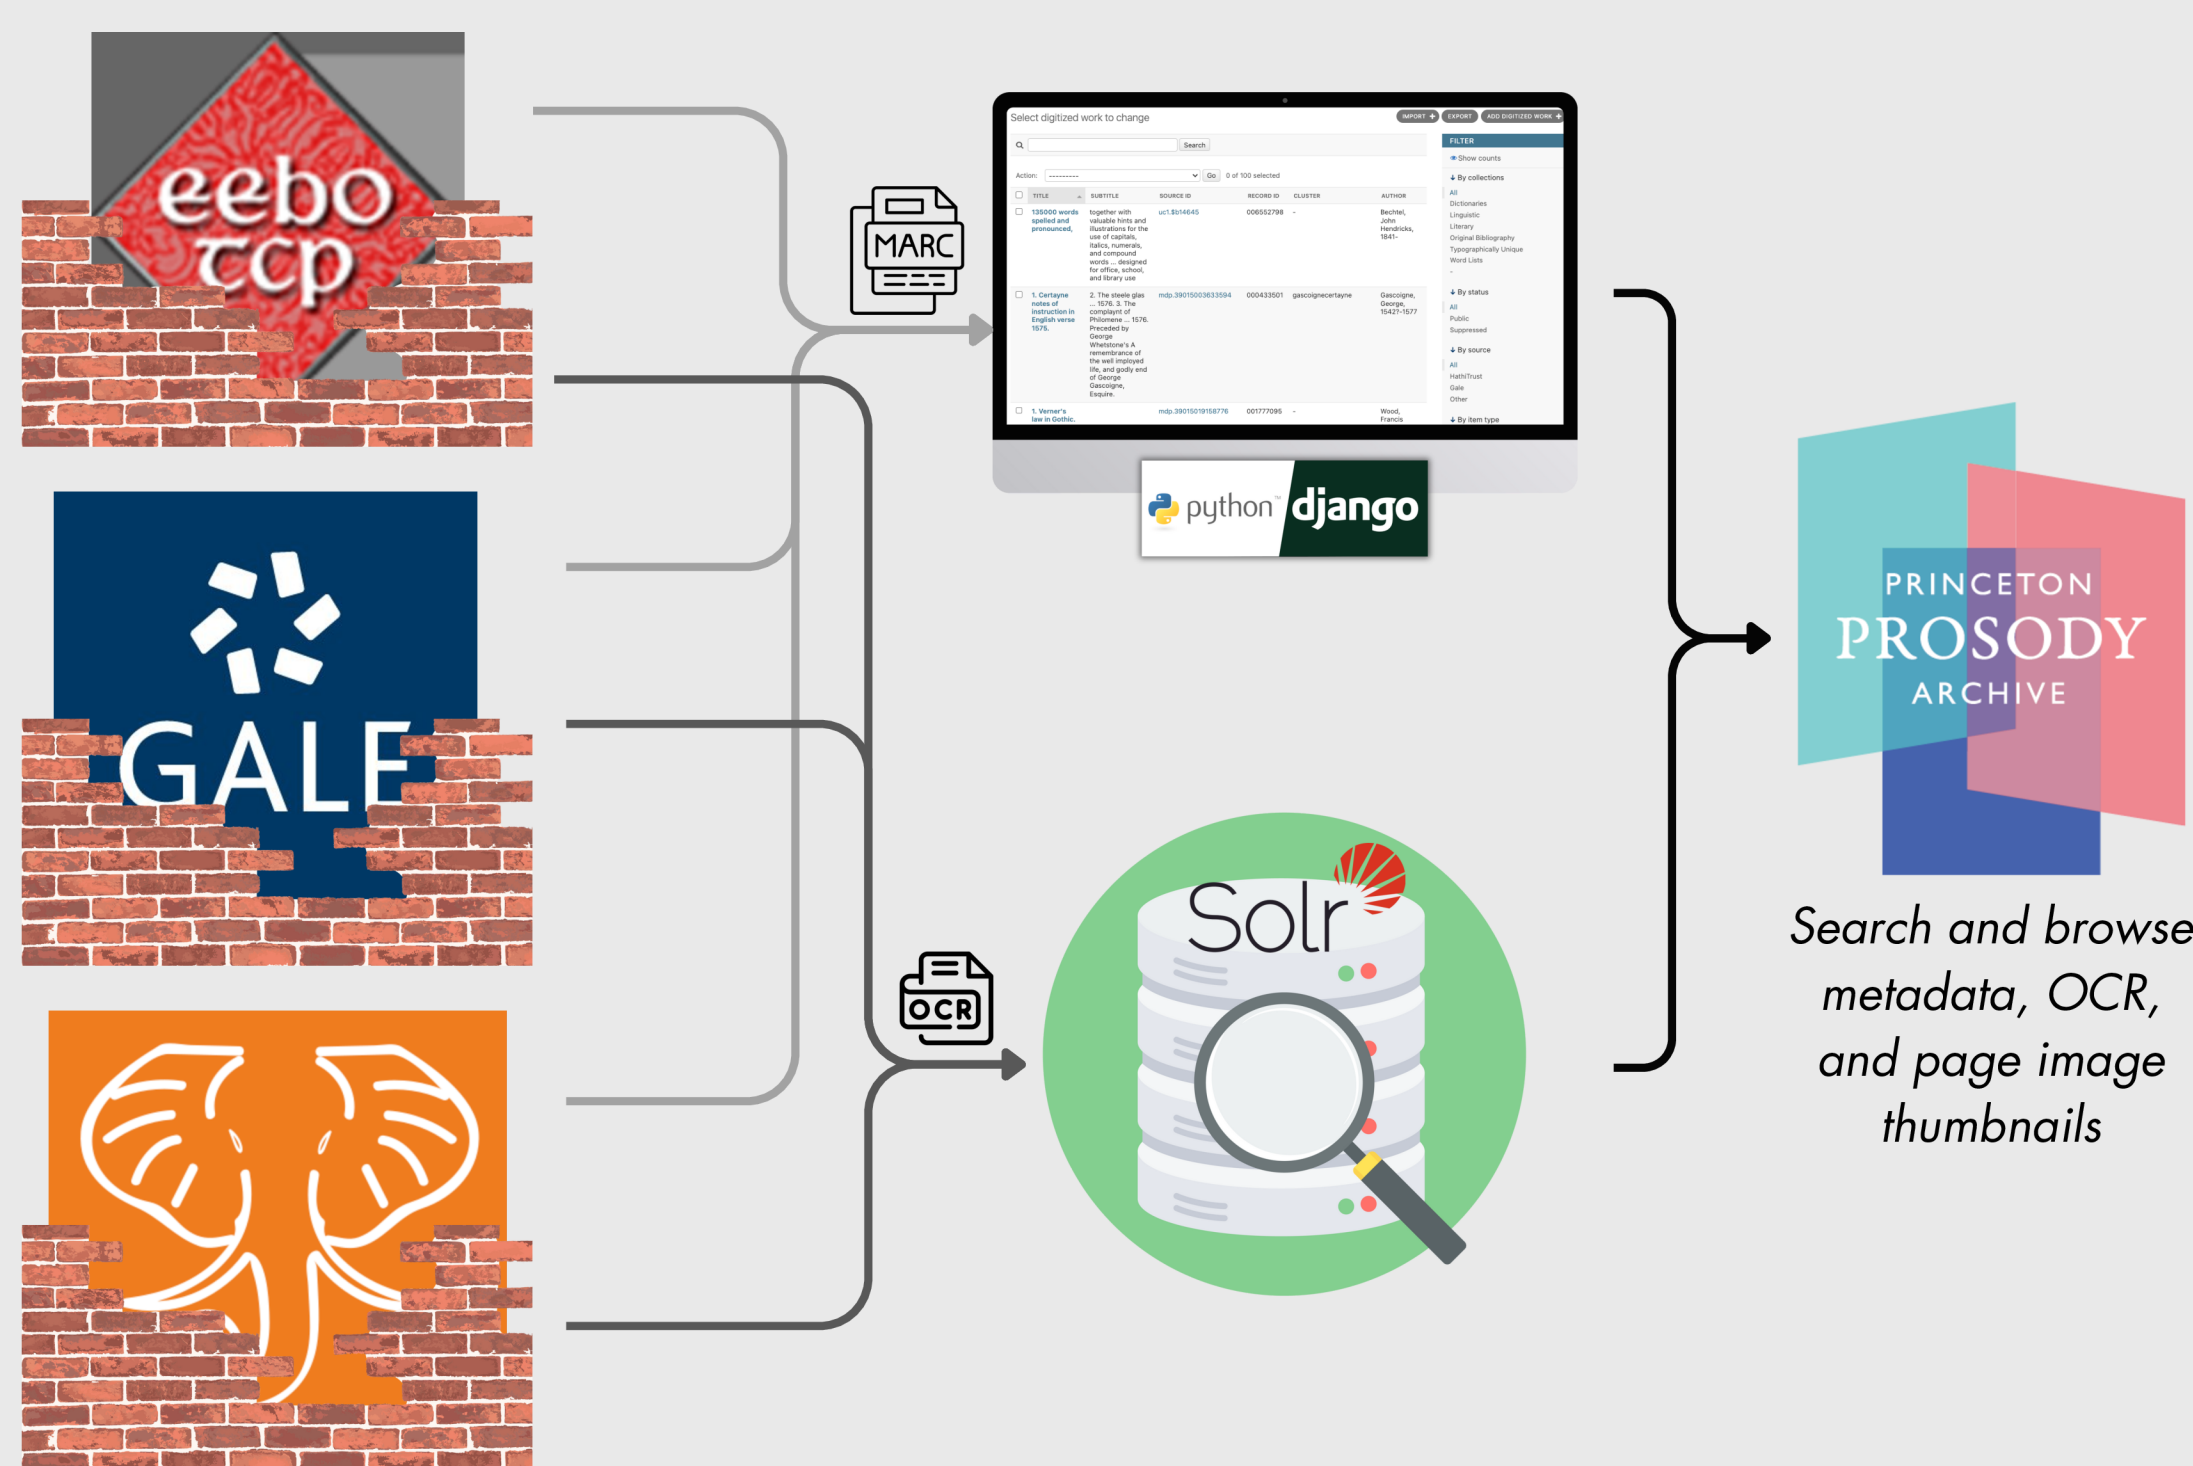 eebo
tcp
GALE
MARC
OCR
Select digitized work to change
IMPORT +
EXPORT
ADD DIGITIZED WORK +
Search
Action:
---------
Go
0 of 100 selected
TITLE
SUBTITLE
SOURCE ID
RECORD ID
CLUSTER
AUTHOR
135000 words
spelled and
pronounced,
together with
valuable hints and
illustrations for the
use of capitals,
italics, numerals,
and compound
words ... designed
for office, school,
and library use
uc1.$b14645
006552798
-
Bechtel,
John
Hendricks,
1841-
1. Certayne
notes of
instruction in
English verse
1575.
2. The steele glas
... 1576. 3. The
complaynt of
Philomene ... 1576.
Preceded by
George
Whetstone's A
remembrance of
the well imployed
life, and godly end
of George
Gascoigne,
Esquire.
mdp.39015003633594
000433501
gascoignecertayne
Gascoigne,
George,
1542?-1577
1. Verner's
law in Gothic.
mdp.39015019158776
001777095
-
Wood,
Francis
FILTER
Show counts
By collections
All
Dictionaries
Linguistic
Literary
Original Bibliography
Typographically Unique
Word Lists
-
By status
All
Public
Suppressed
By source
All
HathiTrust
Gale
Other
By item type
python™
django
Solr
PRINCETON
PROSODY
ARCHIVE
Search and browse
metadata, OCR,
and page image
thumbnails